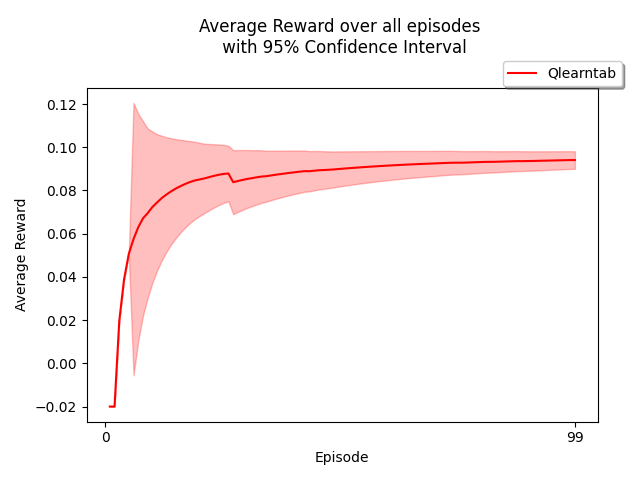 Average Reward over all episodes
with 95% Confidence Interval
Qlearntab
0.12
0.10
0.08
0.06
0.04
0.02
0.00
−0.02
Average Reward
0
99
Episode